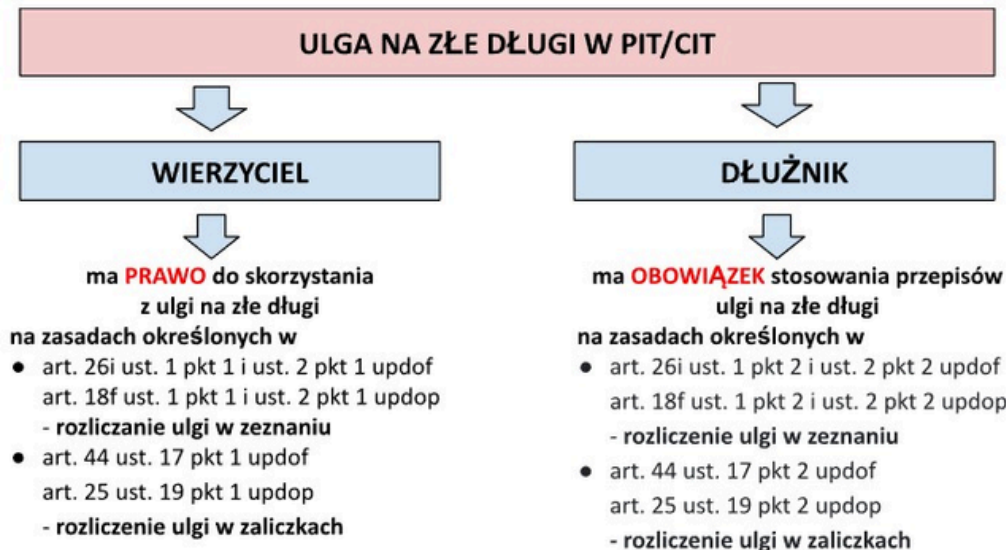 ULGA NA ZŁE DŁUGI W PIT/CIT
WIERZYCIEL
ma PRAWO do skorzystania
z ulgi na złe długi
na zasadach określonych w
● art. 26i ust. 1 pkt 1 i ust. 2 pkt 1 updof
art. 18f ust. 1 pkt 1 i ust. 2 pkt 1 updop
- rozliczanie ulgi w zeznaniu
● art. 44 ust. 17 pkt 1 updof
art. 25 ust. 19 pkt 1 updop
- rozliczenie ulgi w zaliczkach
DŁUŻNIK
ma OBOWIĄZEK stosowania przepisów
ulgi na złe długi
na zasadach określonych w
● art. 26i ust. 1 pkt 2 i ust. 2 pkt 2 updof
art. 18f ust. 1 pkt 2 i ust. 2 pkt 2 updop
- rozliczenie ulgi w zeznaniu
● art. 44 ust. 17 pkt 2 updof
art. 25 ust. 19 pkt 2 updop
- rozliczenie ulgi w zaliczkach